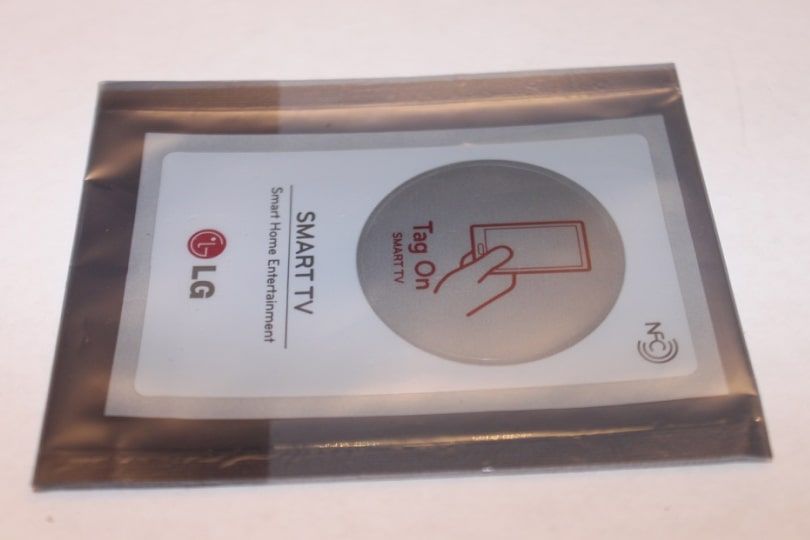 NFC
Tag On
SMART TV
SMART TV
Smart Home Entertainment
LG